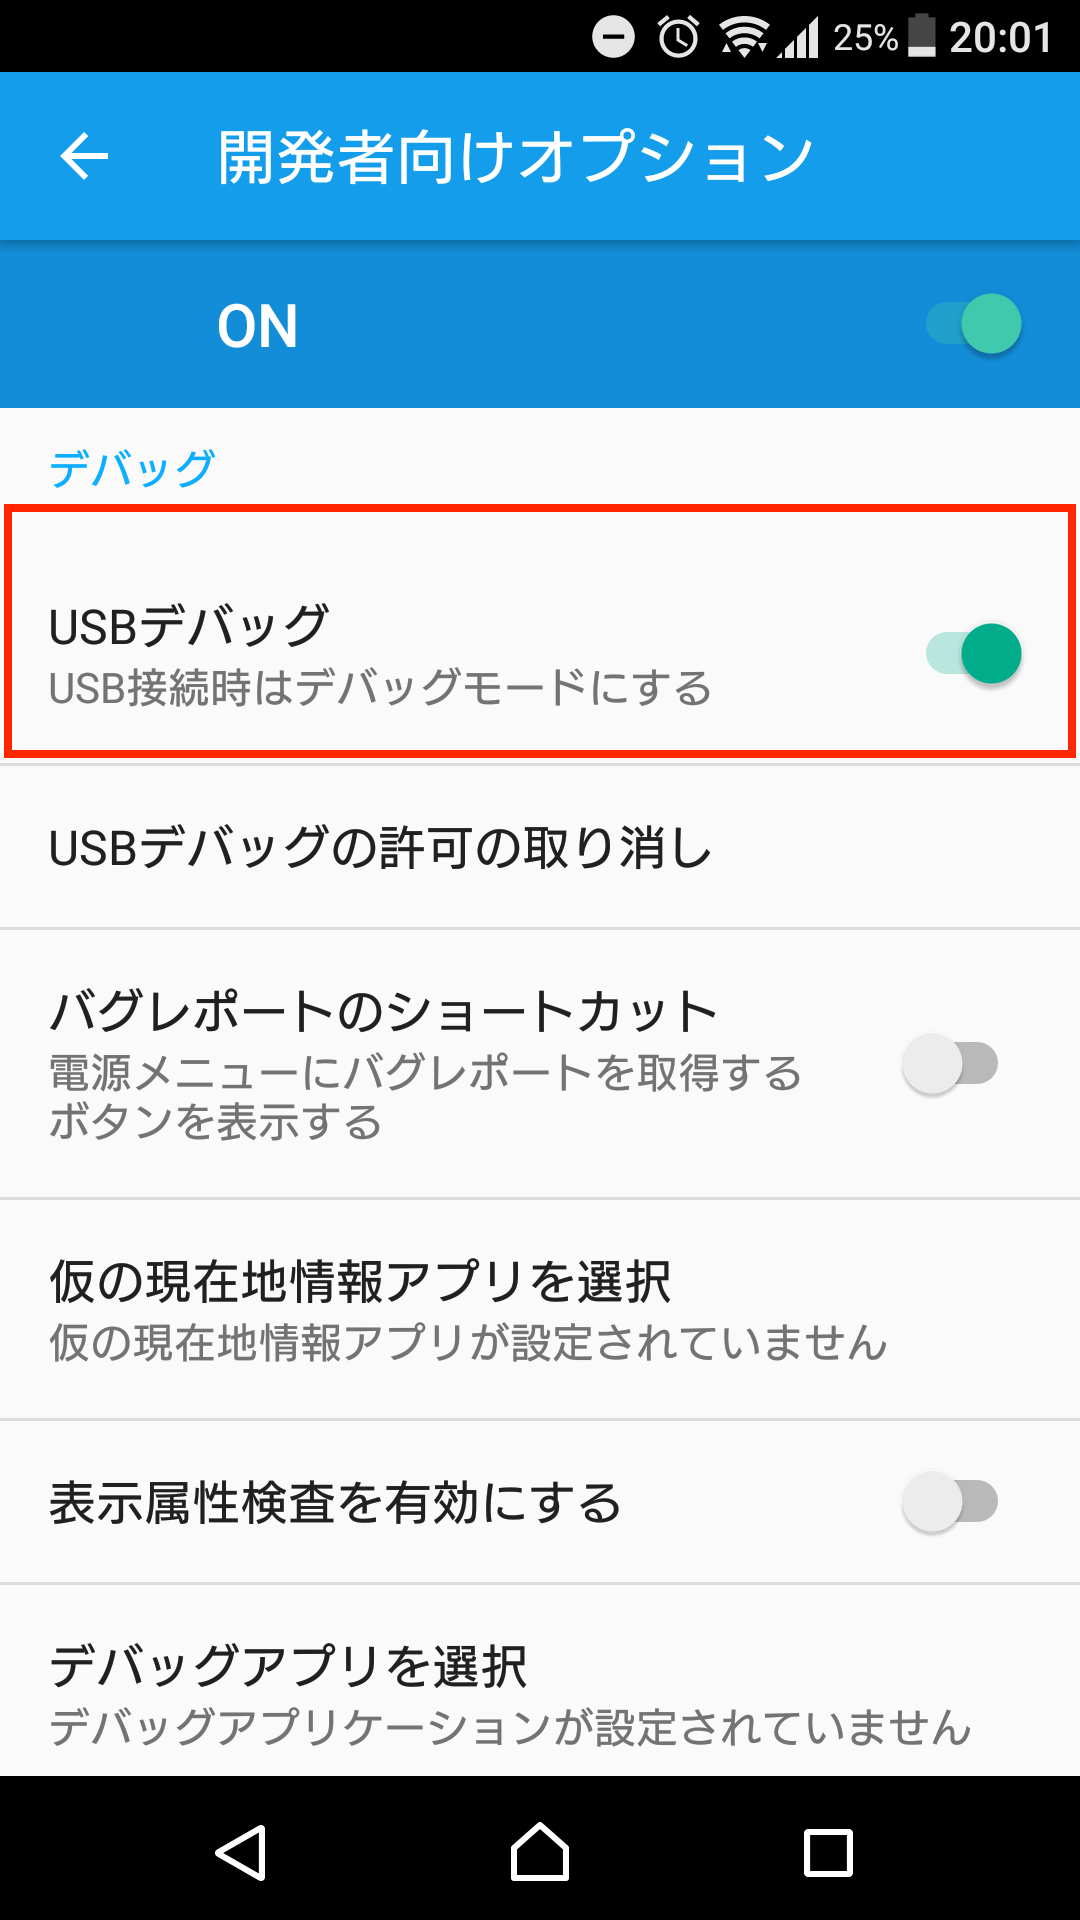 25% 20:01
開発者向けオプション
ON
デバッグ
USBデバッグ
USB接続時はデバッグモードにする
USBデバッグの許可の取り消し
バグレポートのショートカット
電源メニューにバグレポートを取得する
ボタンを表示する
仮の現在地情報アプリを選択
仮の現在地情報アプリが設定されていません
表示属性検査を有効にする
デバッグアプリを選択
デバッグアプリケーションが設定されていません